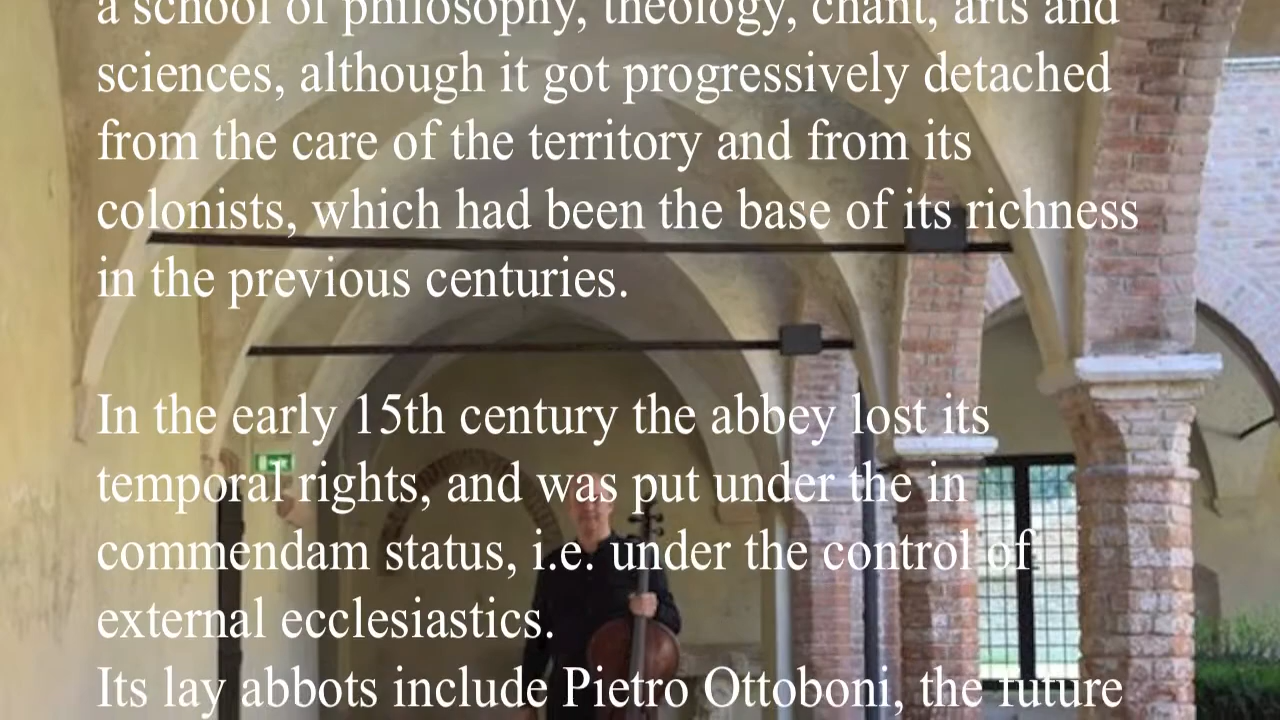 a school of philosophy, theology, chant, arts and
sciences, although it got progressively detached
from the care of the territory and from its
colonists, which had been the base of its richness
in the previous centuries.
In the early 15th century the abbey lost its
temporal rights, and was put under the in
commendam status, i.e. under the control of
external ecclesiastics.
Its lay abbots include Pietro Ottoboni, the future